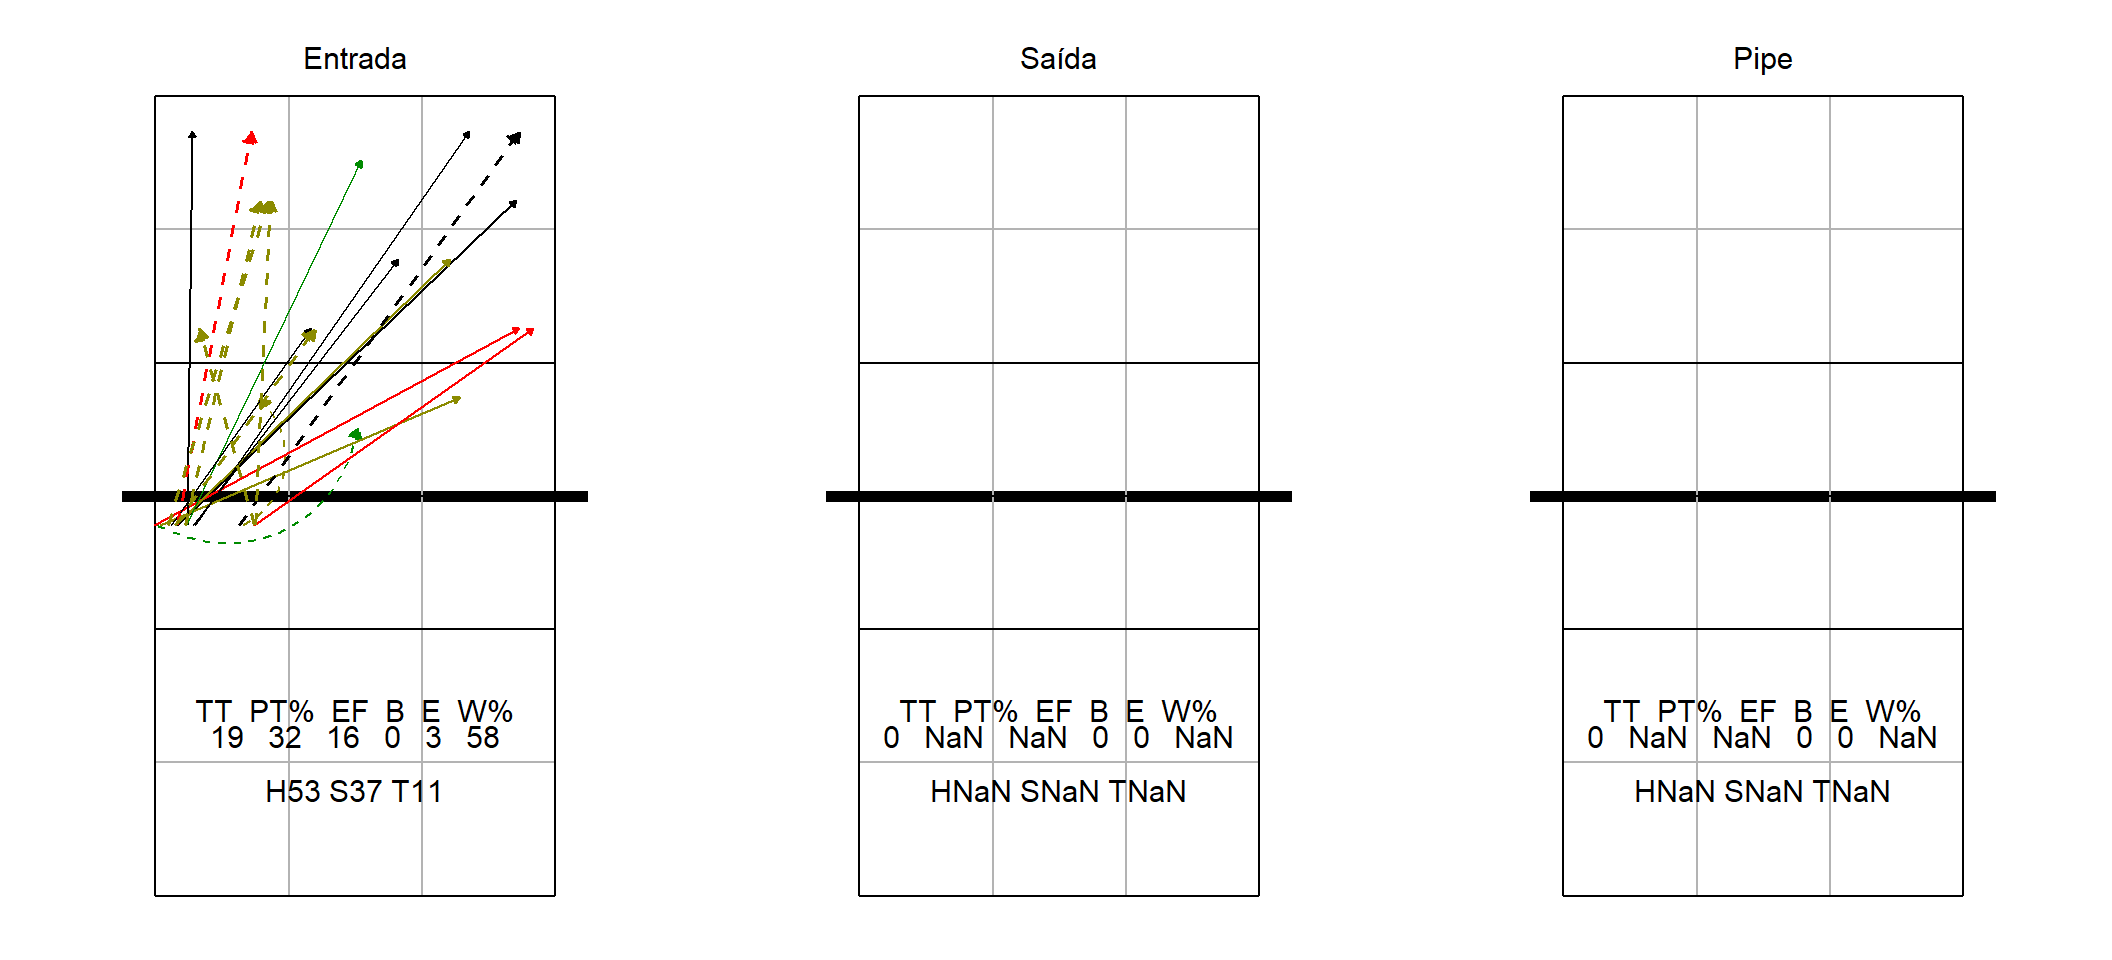 Entrada
TT PT% EF B E W%
19 32 16 0 3 58
H53 S37 T11
Saída
TT PT% EF B E W%
0 NaN NaN 0 0 NaN
HNaN SNaN TNaN
Pipe
TT PT% EF B E W%
0 NaN NaN 0 0 NaN
HNaN SNaN TNaN